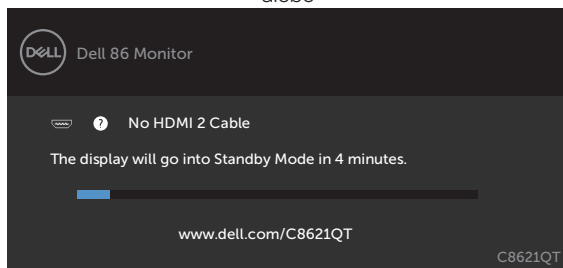 DELL
Dell 86 Monitor
? No HDMI 2 Cable
The display will go into Standby Mode in 4 minutes.
www.dell.com/C8621QT
C8621QT